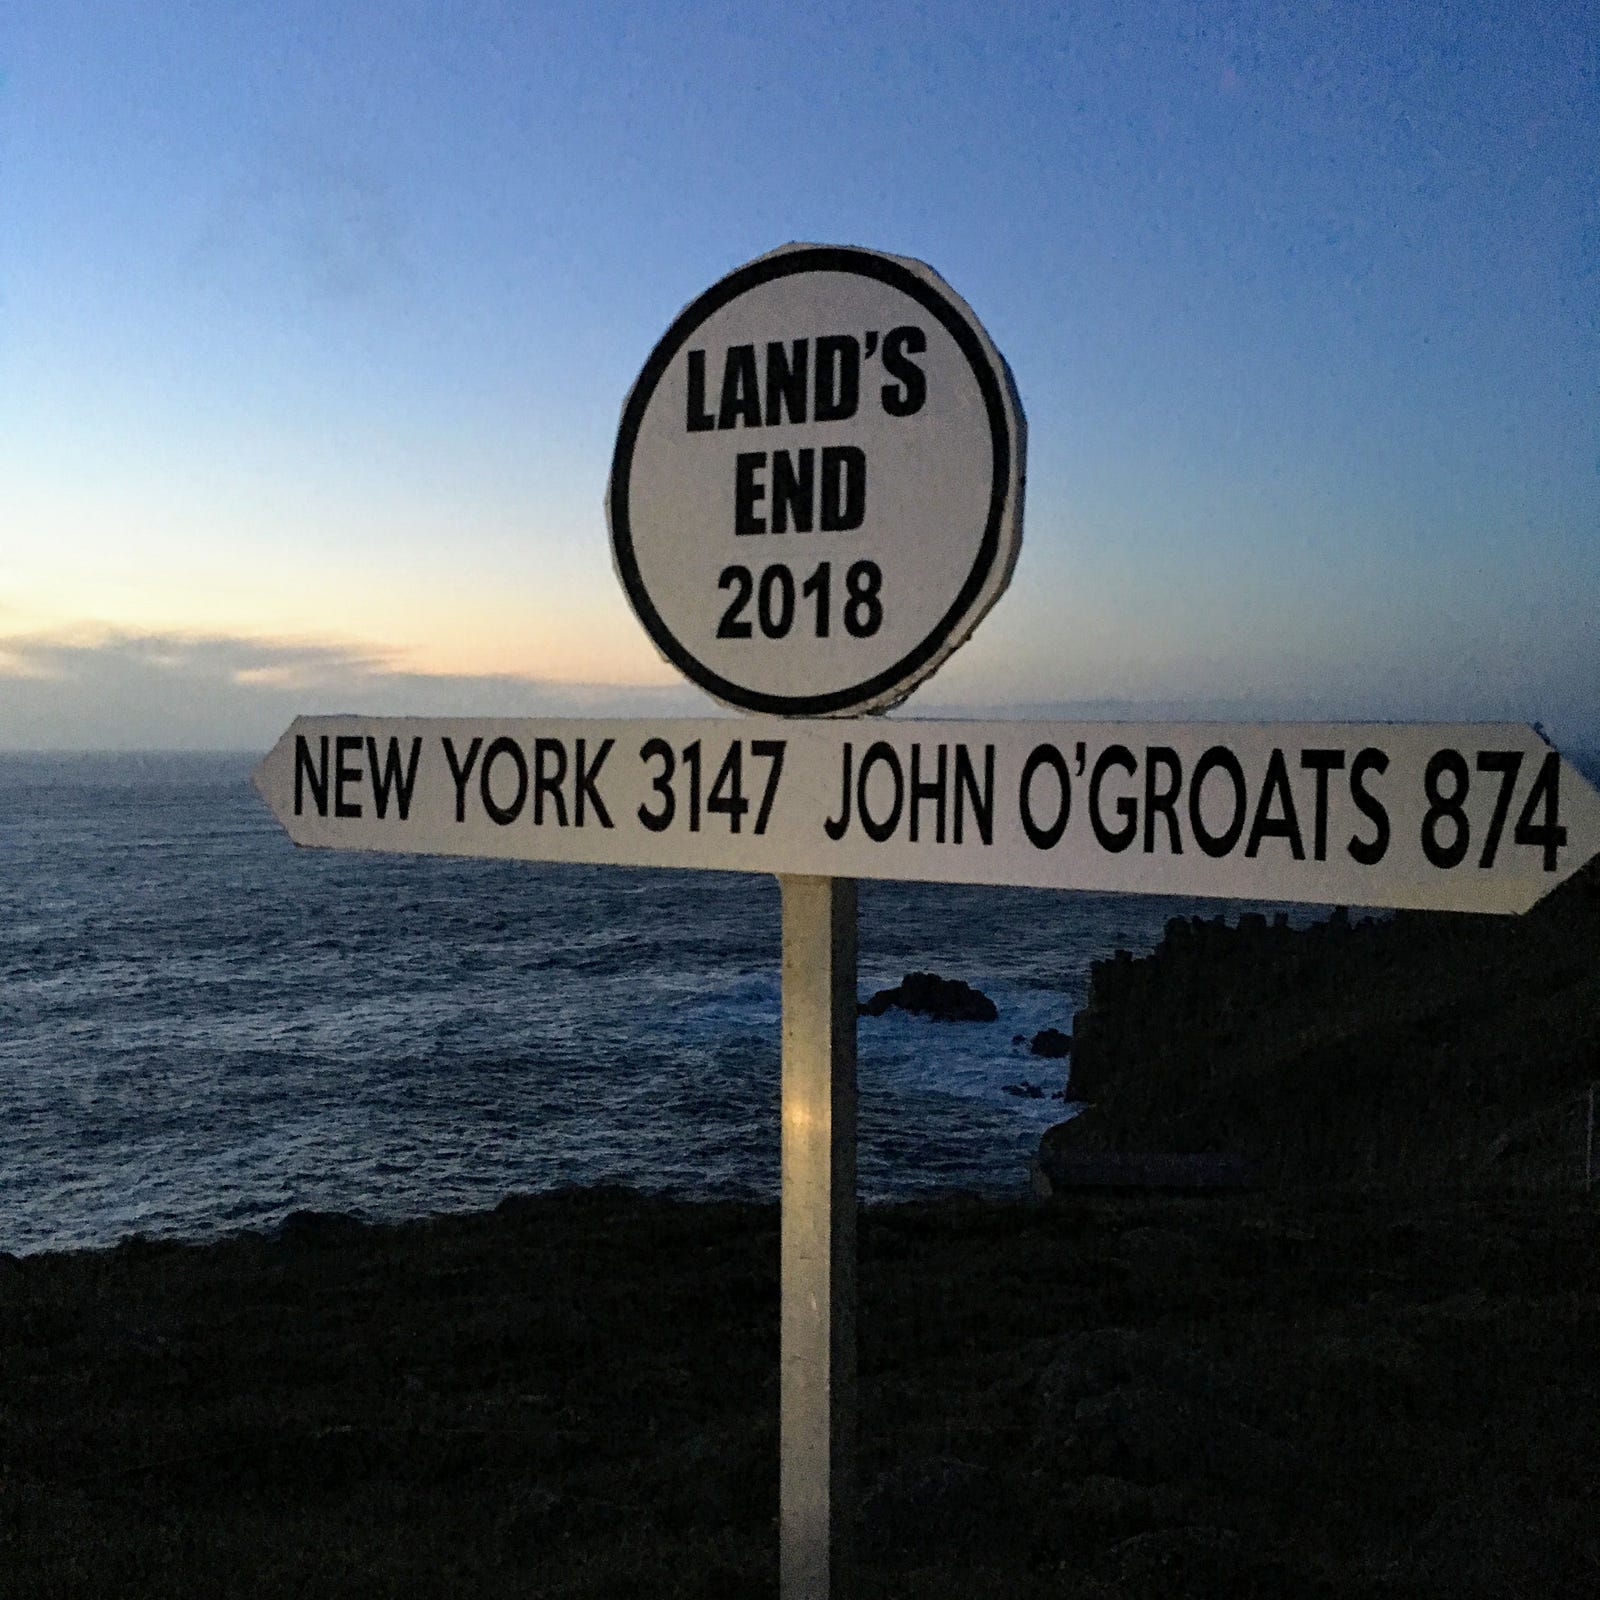 LAND'S
END
2018
NEW YORK 3147 JOHN O'GROATS 874